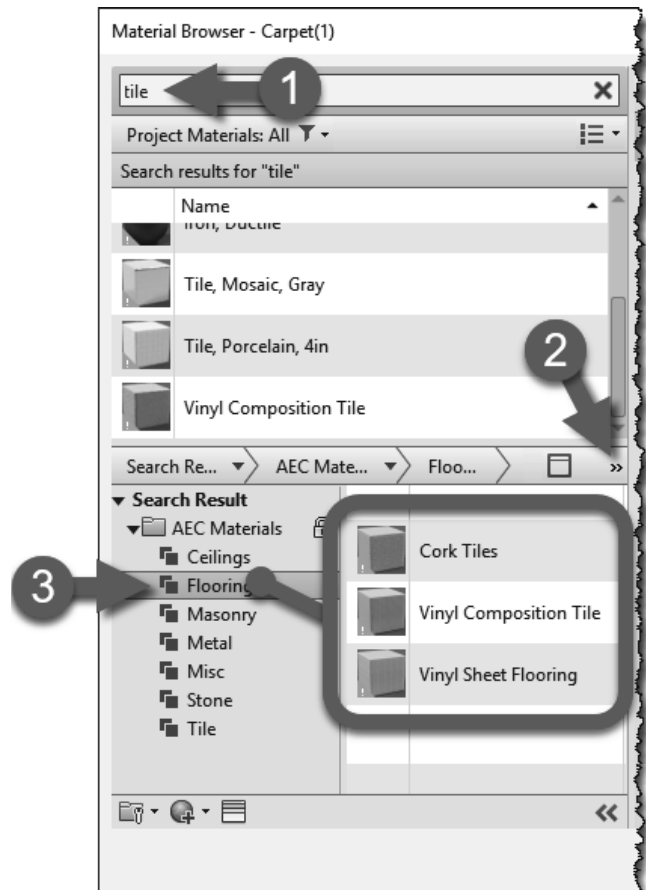 Material Browser - Carpet(1)
tile
1
Project Materials: All
Search results for "tile"
Name
Iron, Ductile
Tile, Mosaic, Gray
Tile, Porcelain, 4in
2
Vinyl Composition Tile
Search Re... AEC Mate... Floo... »
Search Result
AEC Materials
Ceilings
3
Flooring
Masonry
Metal
Misc
Stone
Tile
Cork Tiles
Vinyl Composition Tile
Vinyl Sheet Flooring